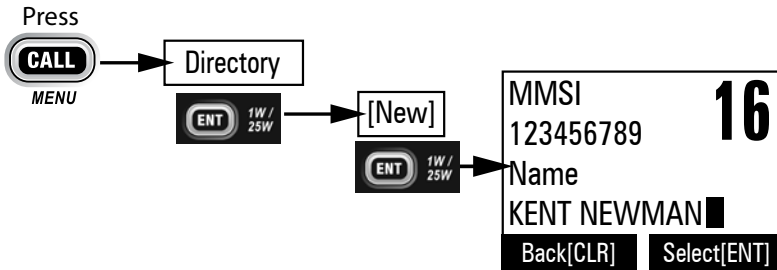 Press
CALL
MENU
Directory
ENT 1W / 25W
[New]
ENT 1W / 25W
MMSI 16
123456789
Name
KENT NEWMAN
Back[CLR] Select[ENT]